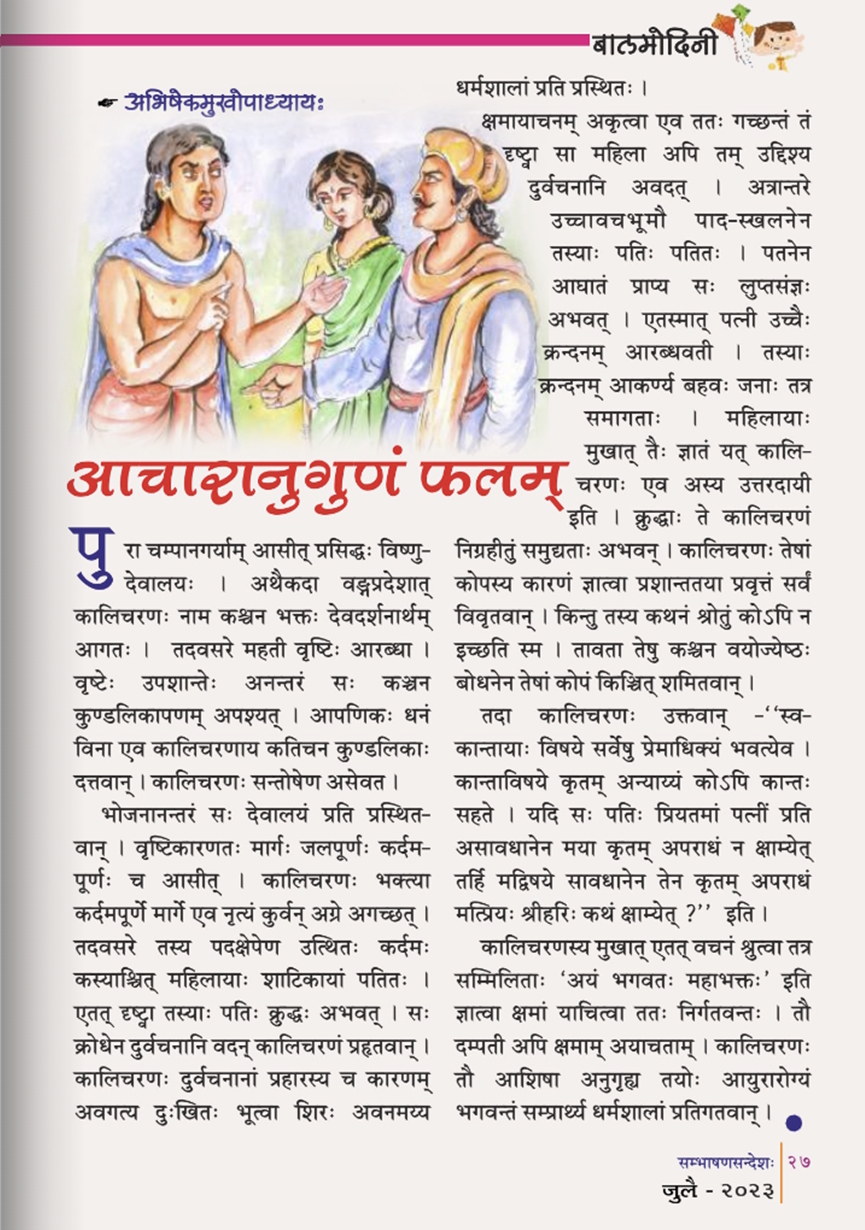 बालमोदिनी
☛ अभिषेकमुखोपाध्यायः
आचारानुगुणं फलम्
पुरा चम्पानगर्याम् आसीत् प्रसिद्धः विष्णु-
देवालयः । अथैकदा वङ्गप्रदेशात्
कालिचरणः नाम कश्चन भक्तः देवदर्शनार्थम्
आगतः । तदवसरे महती वृष्टिः आरब्धा ।
वृष्टेः उपशान्तेः अनन्तरं सः कञ्चन
कुण्डलिकापणम् अपश्यत् । आपणिकः धनं
विना एव कालिचरणाय कतिचन कुण्डलिकाः
दत्तवान् । कालिचरणः सन्तोषेण असेवत ।
भोजनानन्तरं सः देवालयं प्रति प्रस्थित-
वान् । वृष्टिकारणतः मार्गः जलपूर्णः कर्दम-
पूर्णः च आसीत् । कालिचरणः भक्त्या
कर्दमपूर्णे मार्गे एव नृत्यं कुर्वन् अग्रे अगच्छत् ।
तदवसरे तस्य पदक्षेपेण उत्थितः कर्दमः
कस्याश्चित् महिलायाः शाटिकायां पतितः ।
एतत् दृष्ट्वा तस्याः पतिः क्रुद्धः अभवत् । सः
क्रोधेन दुर्वचनानि वदन् कालिचरणं प्रहृतवान् ।
कालिचरणः दुर्वचनानां प्रहारस्य च कारणम्
अवगत्य दुःखितः भूत्वा शिरः अवनमय्य
धर्मशालां प्रति प्रस्थितः ।
क्षमायाचनम् अकृत्वा एव ततः गच्छन्तं तं
दृष्ट्वा सा महिला अपि तम् उद्दिश्य
दुर्वचनानि अवदत् । अत्रान्तरे
उच्चावचभूमौ पाद-स्खलनेन
तस्याः पतिः पतितः । पतनेन
आघातं प्राप्य सः लुप्तसंज्ञः
अभवत् । एतस्मात् पत्नी उच्चैः
क्रन्दनम् आरब्धवती । तस्याः
क्रन्दनम् आकर्ण्य बहवः जनाः तत्र
समागताः । महिलायाः
मुखात् तैः ज्ञातं यत् कालि-
चरणः एव अस्य उत्तरदायी
इति । क्रुद्धाः ते कालिचरणं
निग्रहीतुं समुद्यताः अभवन् । कालिचरणः तेषां
कोपस्य कारणं ज्ञात्वा प्रशान्ततया प्रवृत्तं सर्वं
विवृतवान् । किन्तु तस्य कथनं श्रोतुं कोऽपि न
इच्छति स्म । तावता तेषु कश्चन वयोज्येष्ठः
बोधनेन तेषां कोपं किञ्चित् शमितवान् ।
तदा कालिचरणः उक्तवान् -‘‘स्व-
कान्तायाः विषये सर्वेषु प्रेमाधिक्यं भवत्येव ।
कान्ताविषये कृतम् अन्याय्यं कोऽपि कान्तः
सहते । यदि सः पतिः प्रियतमां पत्नीं प्रति
असावधानेन मया कृतम् अपराधं न क्षाम्येत्
तर्हि मद्विषये सावधानेन तेन कृतम् अपराधं
मत्प्रियः श्रीहरिः कथं क्षाम्येत् ?’’ इति ।
कालिचरणस्य मुखात् एतत् वचनं श्रुत्वा तत्र
सम्मिलिताः ‘अयं भगवतः महाभक्तः’ इति
ज्ञात्वा क्षमां याचित्वा ततः निर्गतवन्तः । तौ
दम्पती अपि क्षमाम् अयाचताम् । कालिचरणः
तौ आशिषा अनुगृह्य तयोः आयुरारोग्यं
भगवन्तं सम्प्रार्थ्य धर्मशालां प्रतिगतवान् ।
सम्भाषणसन्देशः २७
जुलै - २०२३